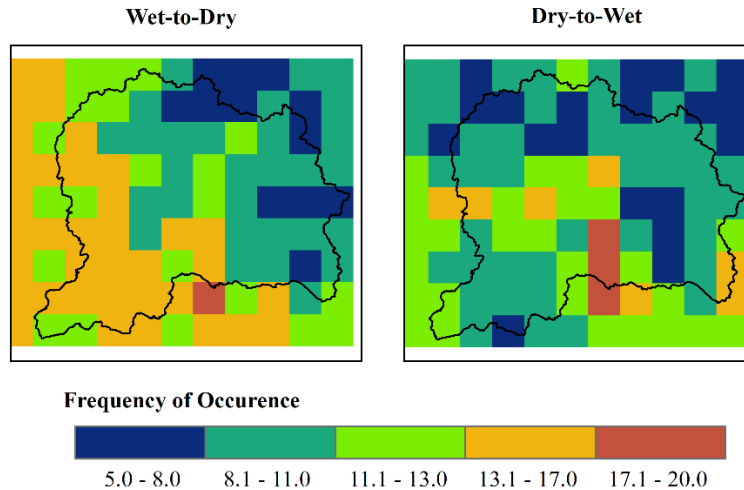 Wet-to-Dry
Dry-to-Wet
Frequency of Occurence
5.0 - 8.0
8.1 - 11.0
11.1 - 13.0
13.1 - 17.0
17.1 - 20.0